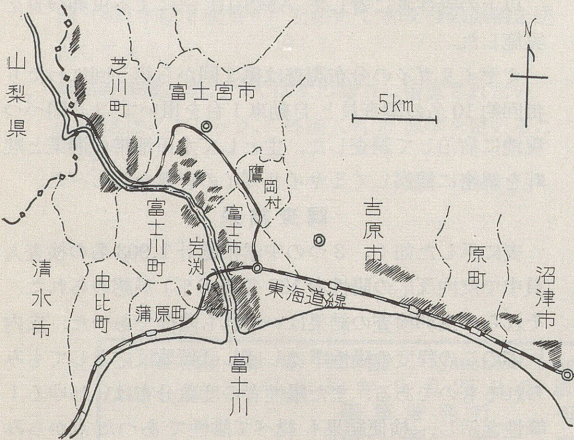 山梨県
芝川町
富士宮市
N
5km
鷹岡村
富士川町
岩渕
富士市
吉原市
原町
沼津市
清水市
由比町
蒲原町
東海道線
富士川